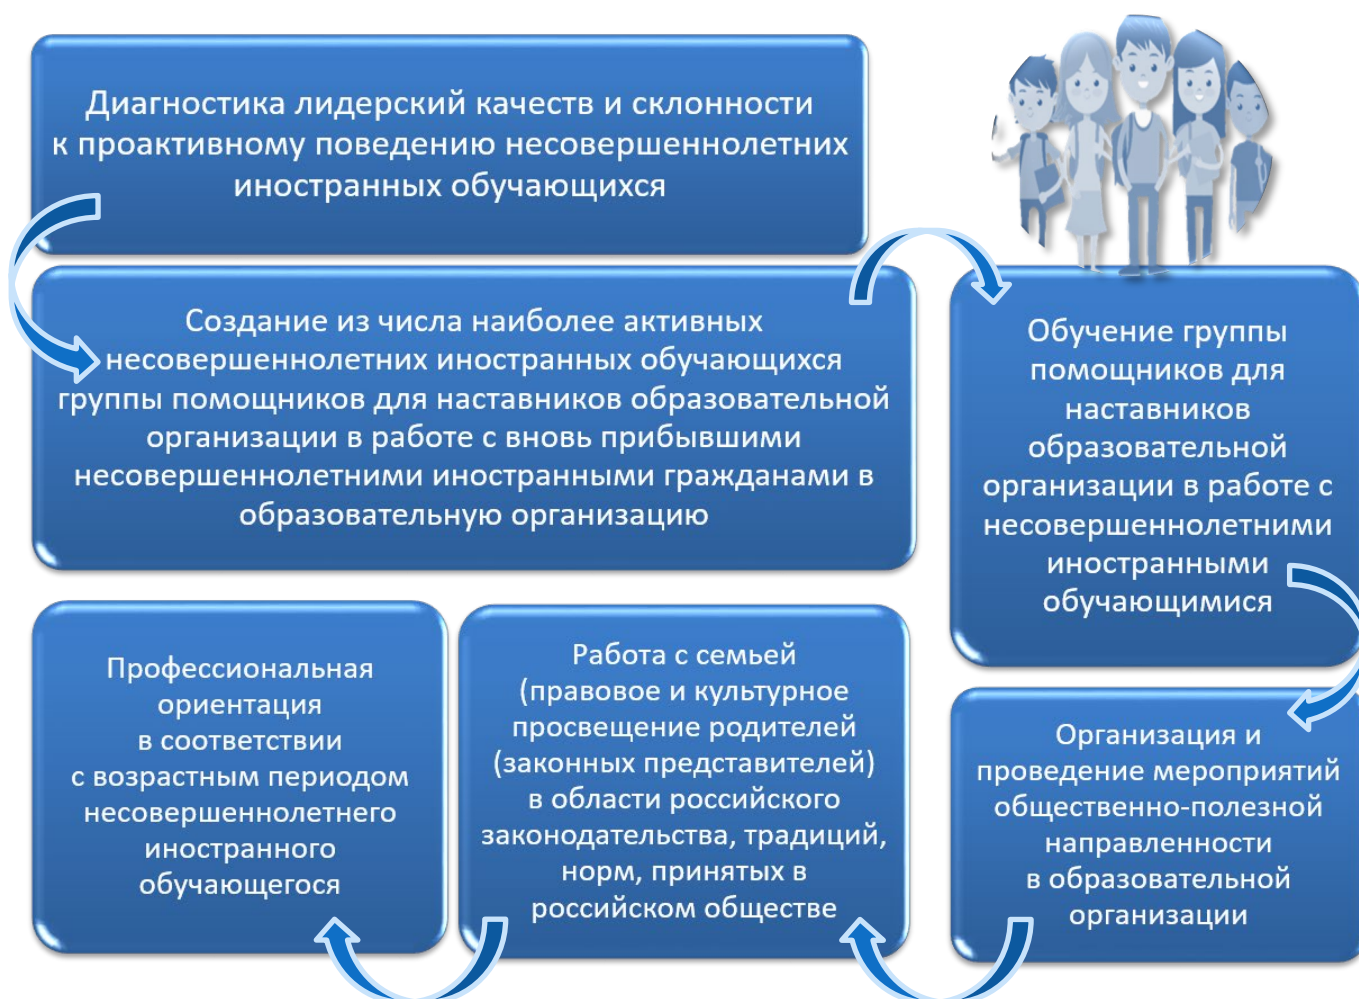 Диагностика лидерский качеств и склонности
к проактивному поведению несовершеннолетних
иностранных обучающихся
Создание из числа наиболее активных
несовершеннолетних иностранных обучающихся
группы помощников для наставников образовательной
организации в работе с вновь прибывшими
несовершеннолетними иностранными гражданами в
образовательную организацию
Обучение группы
помощников для
наставников
образовательной
организации в работе с
несовершеннолетними
иностранными
обучающимися
Организация и
проведение мероприятий
общественно-полезной
направленности
в образовательной
организации
Работа с семьей
(правовое и культурное
просвещение родителей
(законных представителей)
в области российского
законодательства, традиций,
норм, принятых в
российском обществе
Профессиональная
ориентация
в соответствии
с возрастным периодом
несовершеннолетнего
иностранного
обучающегося